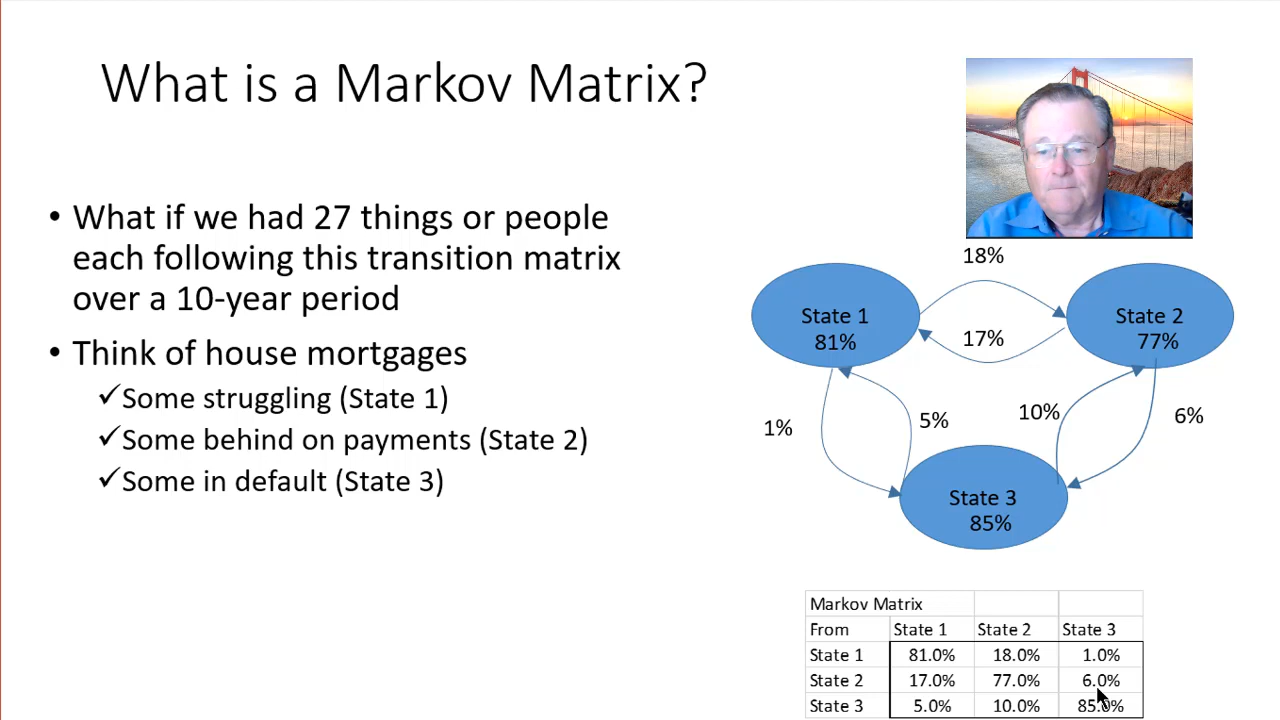 What is a Markov Matrix?
• What if we had 27 things or people
each following this transition matrix
over a 10-year period
• Think of house mortgages
✓Some struggling (State 1)
✓Some behind on payments (State 2)
✓Some in default (State 3)
18%
State 1
81%
State 2
77%
17%
1%
5%
10%
6%
State 3
85%
Markov Matrix
From State 1 State 2 State 3
State 1 81.0% 18.0% 1.0%
State 2 17.0% 77.0% 6.0%
State 3 5.0% 10.0% 85.0%